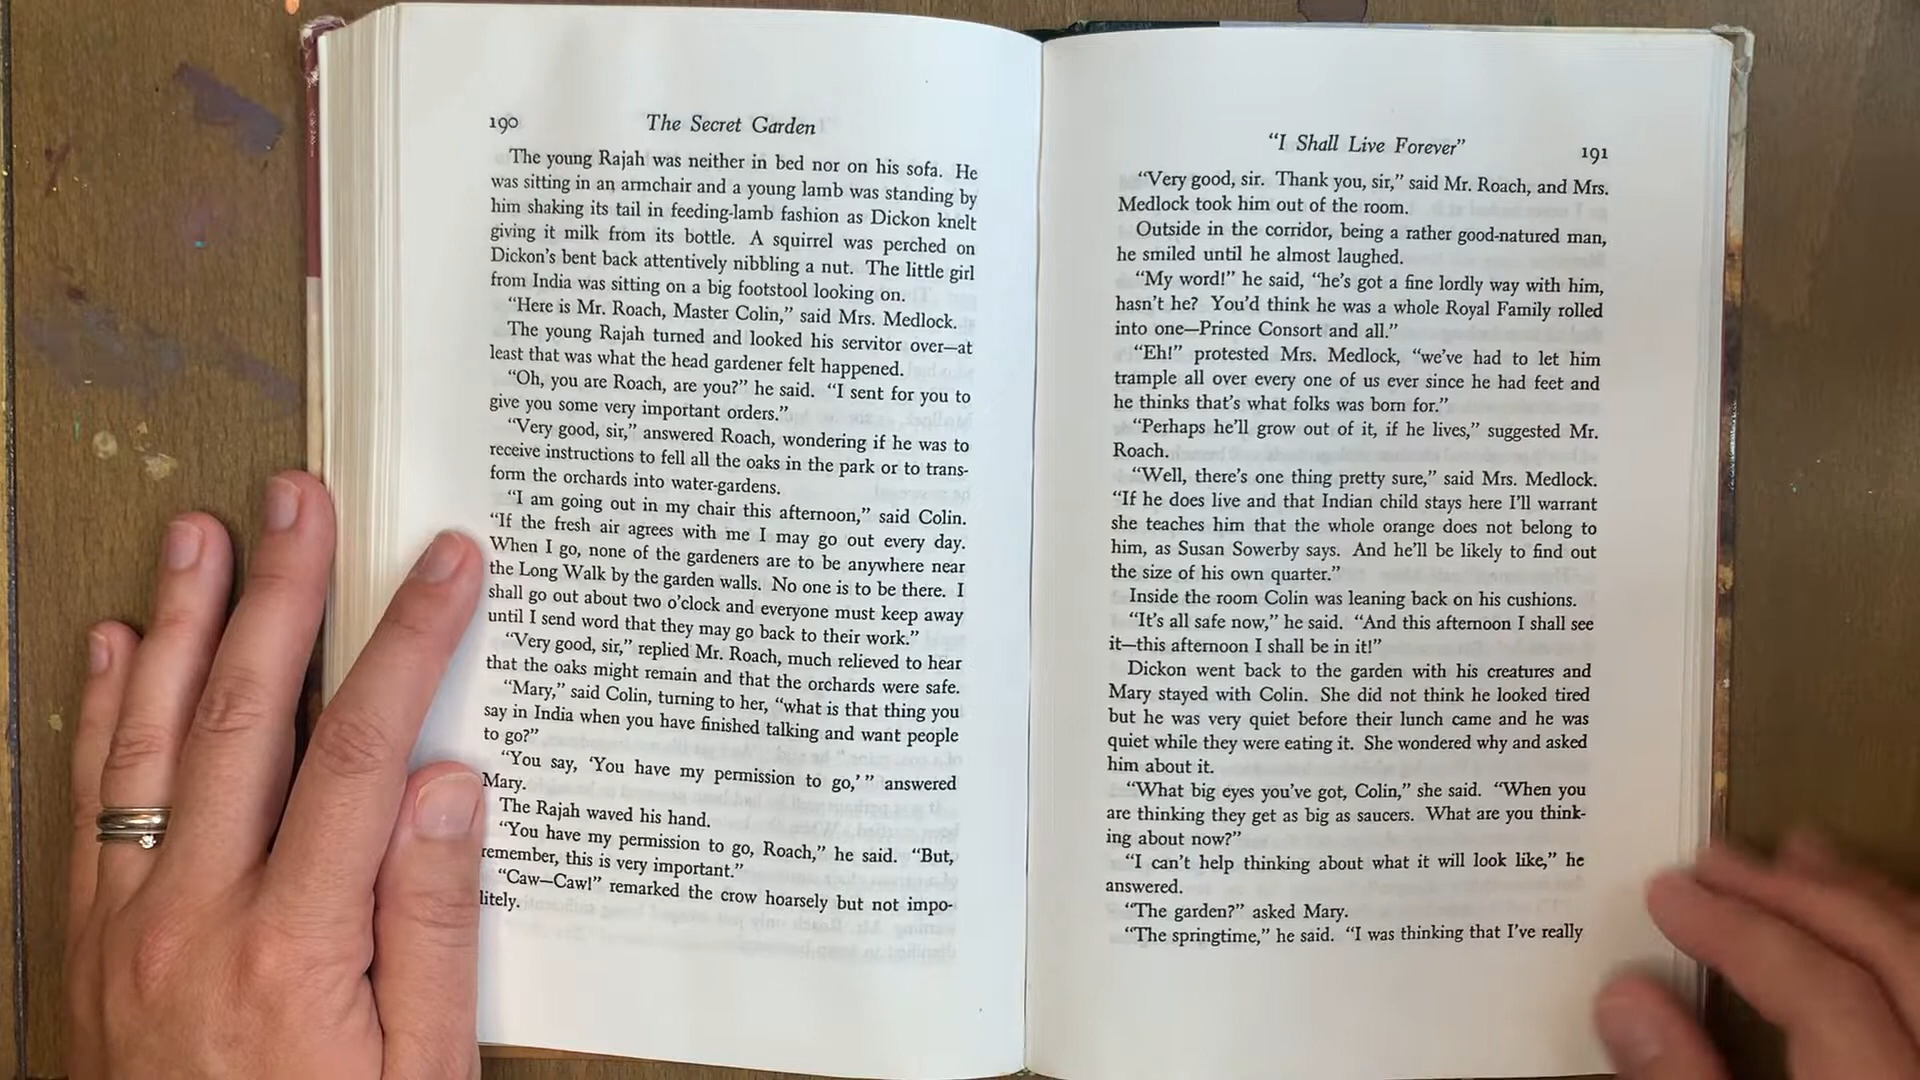 190
The Secret Garden
The young Rajah was neither in bed nor on his sofa. He
was sitting in an armchair and a young lamb was standing by
him shaking its tail in feeding-lamb fashion as Dickon knelt
giving it milk from its bottle. A squirrel was perched on
Dickon's bent back attentively nibbling a nut. The little girl
from India was sitting on a big footstool looking on.
"Here is Mr. Roach, Master Colin," said Mrs. Medlock.
The young Rajah turned and looked his servitor over—at
least that was what the head gardener felt happened.
"Oh, you are Roach, are you?" he said. "I sent for you to
give you some very important orders."
"Very good, sir," answered Roach, wondering if he was to
receive instructions to fell all the oaks in the park or to trans-
form the orchards into water-gardens.
"I am going out in my chair this afternoon," said Colin.
"If the fresh air agrees with me I may go out every day.
When I go, none of the gardeners are to be anywhere near
the Long Walk by the garden walls. No one is to be there. I
shall go out about two o'clock and everyone must keep away
until I send word that they may go back to their work."
"Very good, sir," replied Mr. Roach, much relieved to hear
that the oaks might remain and that the orchards were safe.
"Mary," said Colin, turning to her, "what is that thing you
say in India when you have finished talking and want people
to go?"
"You say, 'You have my permission to go,'" answered
Mary.
The Rajah waved his hand.
"You have my permission to go, Roach," he said. "But,
remember, this is very important."
"Caw—Caw!" remarked the crow hoarsely but not impo-
litely.
"I Shall Live Forever"
191
"Very good, sir. Thank you, sir," said Mr. Roach, and Mrs.
Medlock took him out of the room.
Outside in the corridor, being a rather good-natured man,
he smiled until he almost laughed.
"My word!" he said, "he's got a fine lordly way with him,
hasn't he? You'd think he was a whole Royal Family rolled
into one—Prince Consort and all."
"Eh!" protested Mrs. Medlock, "we've had to let him
trample all over every one of us ever since he had feet and
he thinks that's what folks was born for."
"Perhaps he'll grow out of it, if he lives," suggested Mr.
Roach.
"Well, there's one thing pretty sure," said Mrs. Medlock.
"If he does live and that Indian child stays here I'll warrant
she teaches him that the whole orange does not belong to
him, as Susan Sowerby says. And he'll be likely to find out
the size of his own quarter."
Inside the room Colin was leaning back on his cushions.
"It's all safe now," he said. "And this afternoon I shall see
it—this afternoon I shall be in it!"
Dickon went back to the garden with his creatures and
Mary stayed with Colin. She did not think he looked tired
but he was very quiet before their lunch came and he was
quiet while they were eating it. She wondered why and asked
him about it.
"What big eyes you've got, Colin," she said. "When you
are thinking they get as big as saucers. What are you think-
ing about now?"
"I can't help thinking about what it will look like," he
answered.
"The garden?" asked Mary.
"The springtime," he said. "I was thinking that I've really